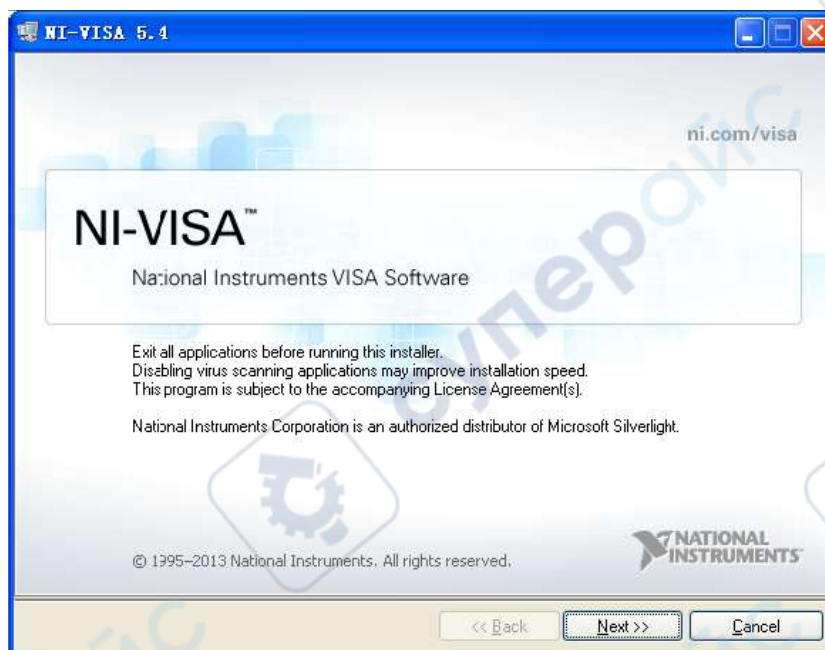 NI-VISA 5.4
ni.com/visa
NI-VISA™
National Instruments VISA Software
Exit all applications before running this installer.
Disabling virus scanning applications may improve installation speed.
This program is subject to the accompanying License Agreement(s).
National Instruments Corporation is an authorized distributor of Microsoft Silverlight.
суперайс
NATIONAL
INSTRUMENTS
© 1995–2013 National Instruments. All rights reserved.
<< Back
Next >>
Cancel